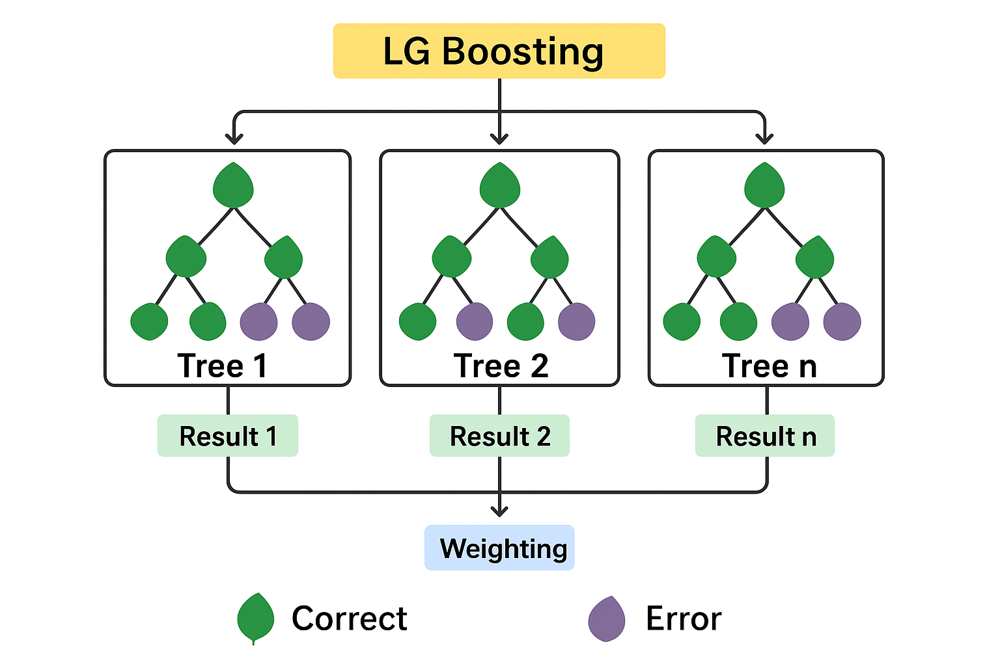 LG Boosting
Tree 1
Tree 2
Tree n
Result 1
Result 2
Result n
Weighting
Correct
Error